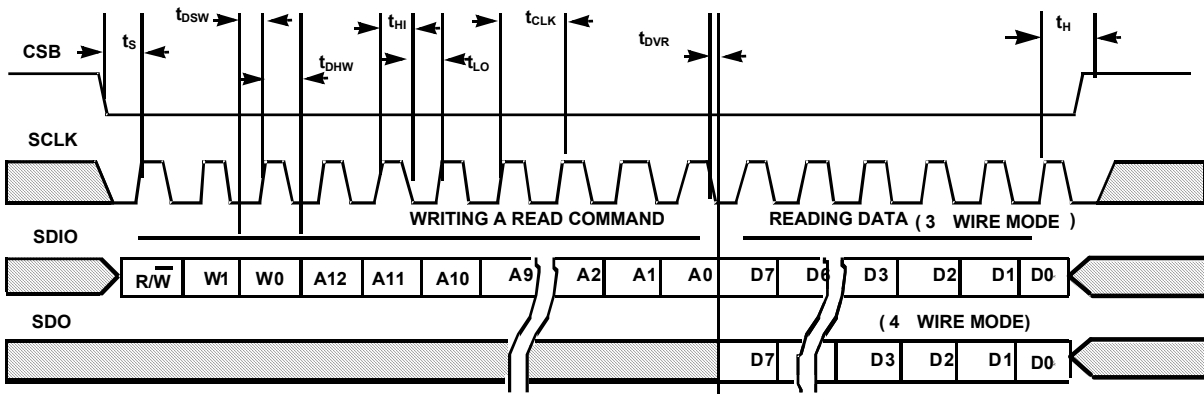 tDSW tHI tCLK tH
CSB tS tDVR
tDHW tLO
SCLK
WRITING A READ COMMAND READING DATA ( 3 WIRE MODE )
SDIO
R/W̅ W1 W0 A12 A11 A10 A9 A2 A1 A0 D7 D6 D3 D2 D1 D0
SDO ( 4 WIRE MODE)
D7 D3 D2 D1 D0